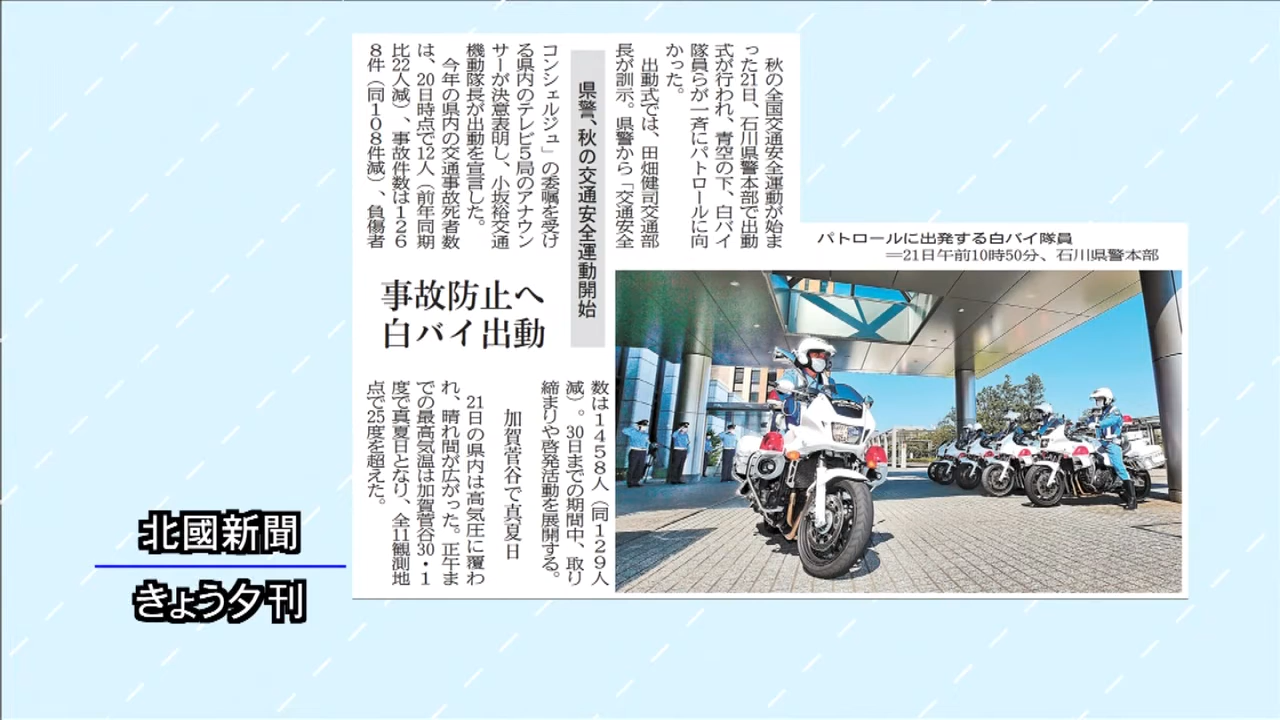 秋の全国交通安全運動が始ま
った21日、石川県警本部で出動
式が行われ、青空の下、白バイ
隊員らが一斉にパトロールに向
かった。
出動式では、田畑健司交通部
長が訓示。県警から「交通安全
県警、秋の交通安全運動開始
コンシェルジュ」の委嘱を受け
る県内のテレビ5局のアナウン
サーが決意表明し、小坂裕交通
機動隊長が出動を宣言した。
今年の県内の交通事故死者数
は、20日時点で12人（前年同期
比22人減）、事故件数は126
8件（同108件減）、負傷者
事故防止へ
白バイ出動
数は1458人（同129人
減）。30日までの期間中、取り
締まりや啓発活動を展開する。
加賀菅谷で真夏日
21日の県内は高気圧に覆わ
れ、晴れ間が広がった。正午ま
での最高気温は加賀菅谷30・1
度で真夏日となり、全11観測地
点で25度を超えた。
パトロールに出発する白バイ隊員
＝21日午前10時50分、石川県警本部
北國新聞
きょう夕刊